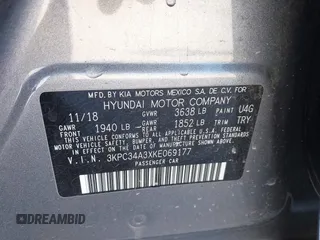 MFD. BY KIA MOTORS MEXICO S.A. DE C.V. FOR
HYUNDAI MOTOR COMPANY
11/18 GVWR 3638 LB U4G
GAWR FRT 1940 LB GAWR REAR 1852 LB TRIM TRY
THIS VEHICLE CONFORMS TO ALL APPLICABLE U.S. FEDERAL
MOTOR VEHICLE SAFETY, BUMPER, AND THEFT PREVENTION
STANDARDS IN EFFECT ON THE DATE OF MANUFACTURE
SHOWN ABOVE.
V.I.N. 3KPC34A3XKE069177
PASSENGER CAR
DREAMBID